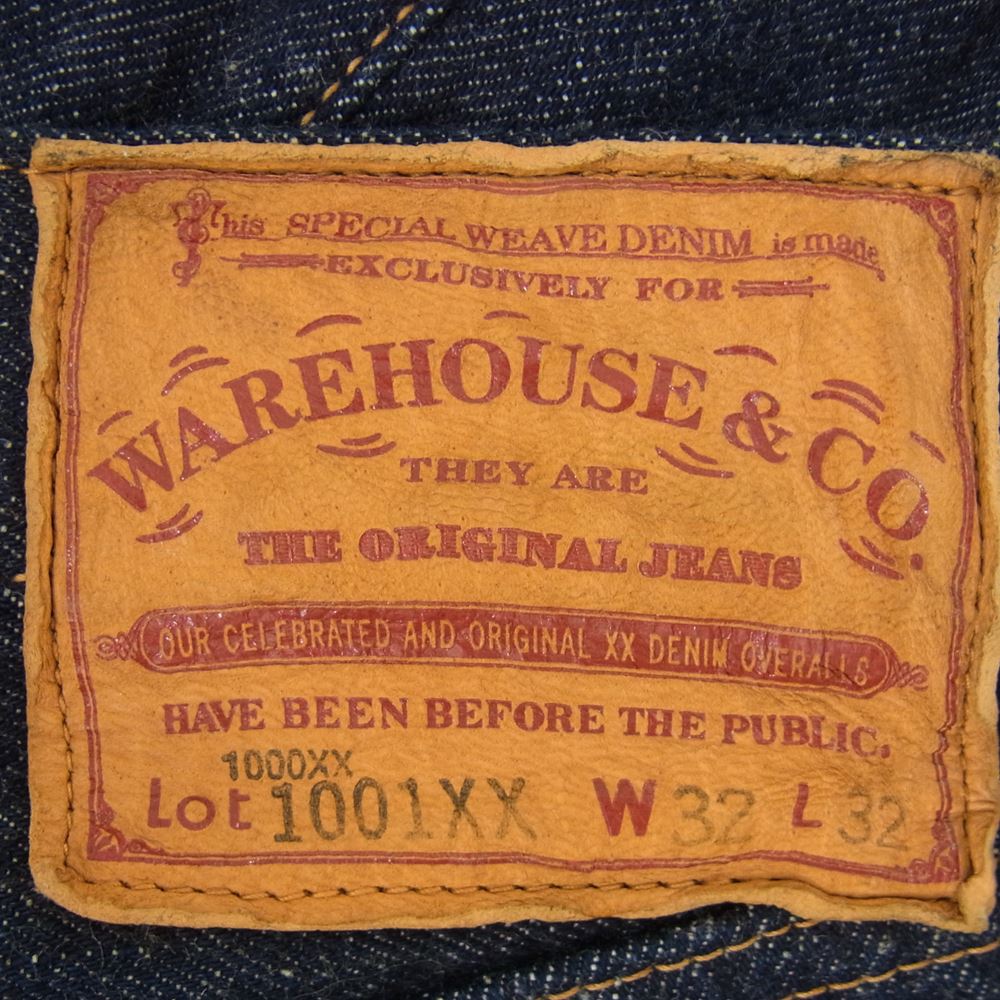 This SPECIAL WEAVE DENIM is made
EXCLUSIVELY FOR
WAREHOUSE & CO.
THEY ARE
THE ORIGINAL JEANS
OUR CELEBRATED AND ORIGINAL XX DENIM OVERALLS
HAVE BEEN BEFORE THE PUBLIC.
1000XX
Lot 1001XX W 32 L 32